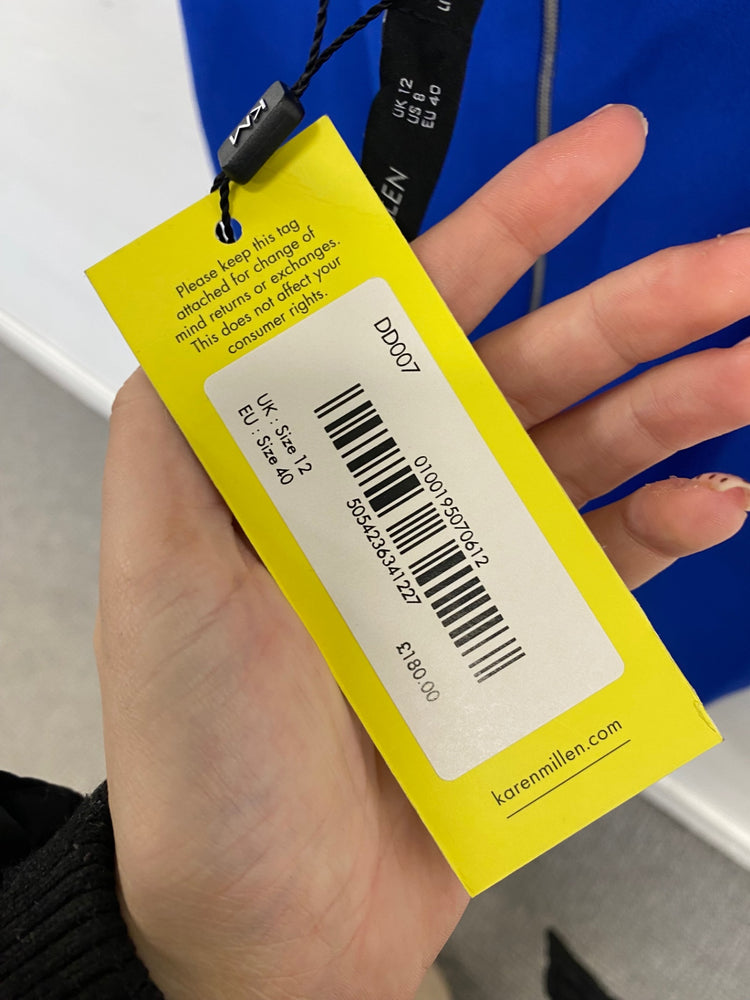 UK 12
US 8
EU 40
LEN
KM
Please keep this tag
attached for change of
mind returns or exchanges.
This does not affect your
consumer rights.
DD007
UK : Size 12
EU : Size 40
0100195070612
5054236341227
£180.00
karenmillen.com